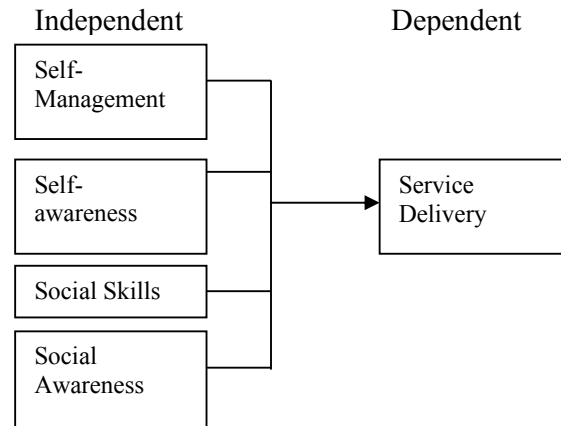 Independent
Dependent
Self-
Management
Self-
awareness
Service
Delivery
Social Skills
Social
Awareness